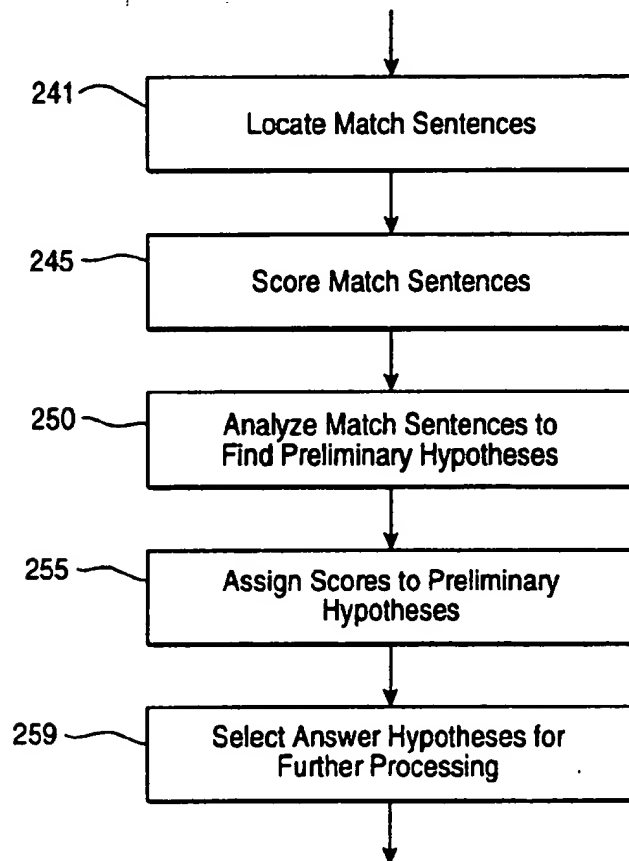 241
Locate Match Sentences
245
Score Match Sentences
250
Analyze Match Sentences to
Find Preliminary Hypotheses
255
Assign Scores to Preliminary
Hypotheses
259
Select Answer Hypotheses for
Further Processing